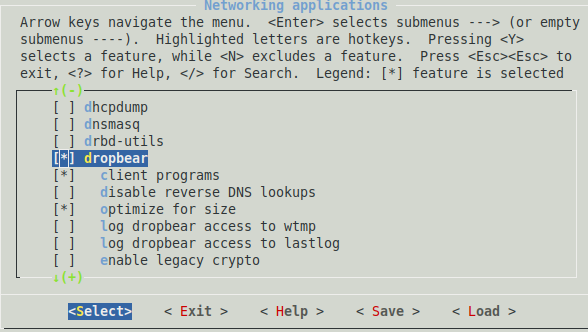 Networking applications
Arrow keys navigate the menu.  <Enter> selects submenus ---> (or empty
submenus ----).  Highlighted letters are hotkeys.  Pressing <Y>
selects a feature, while <N> excludes a feature.  Press <Esc><Esc> to
exit, <?> for Help, </> for Search.  Legend: [*] feature is selected
↑(-)
[ ] dhcpdump
[ ] dnsmasq
[ ] drbd-utils
[*] dropbear
[*]   client programs
[ ]   disable reverse DNS lookups
[*]   optimize for size
[ ]   log dropbear access to wtmp
[ ]   log dropbear access to lastlog
[ ]   enable legacy crypto
↓(+)
<Select>    < Exit >    < Help >    < Save >    < Load >